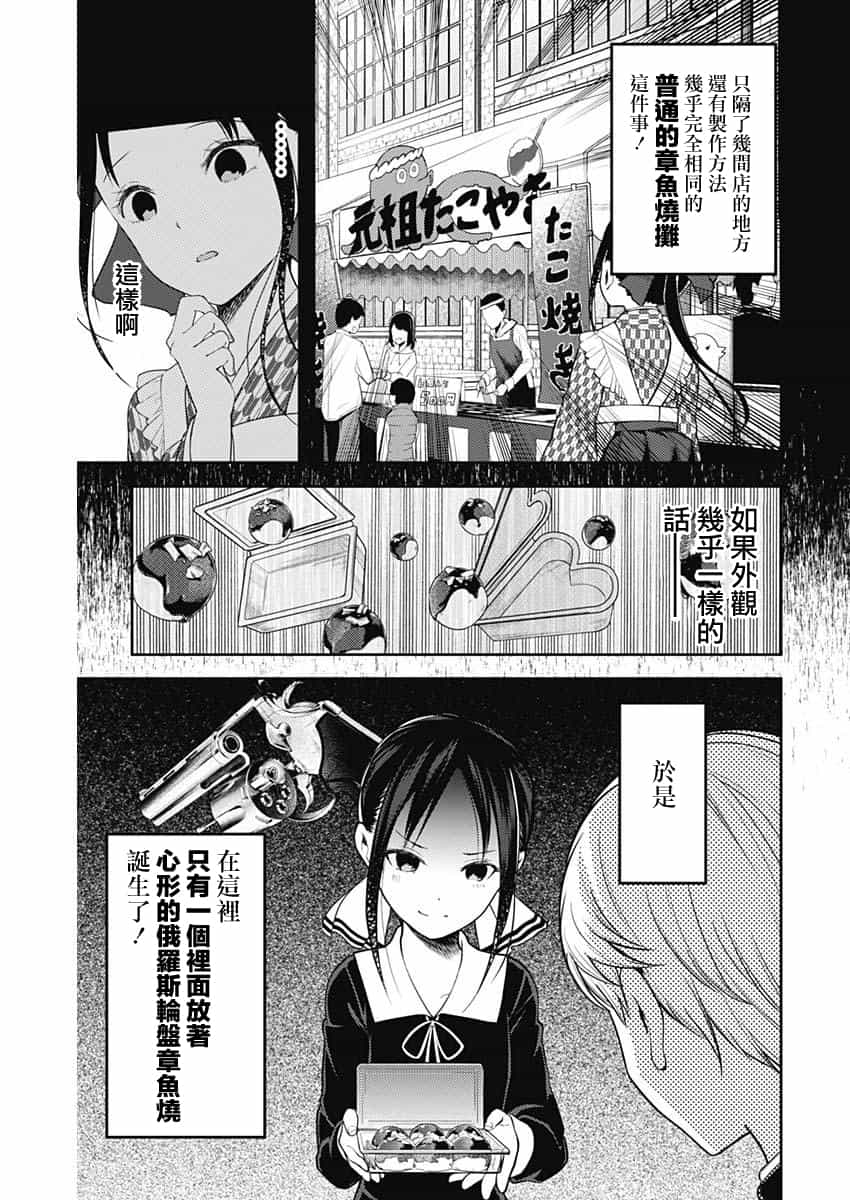 只隔了幾間店的地方
還有製作方法
幾乎完全相同的
普通的章魚燒攤
這件事！
元祖たこやき
たこ焼き
500円
…………
這樣啊
如果外觀
幾乎一樣的
話——
於是
在這裡
只有一個裡面放著
心形的俄羅斯輪盤章魚燒
誕生了！